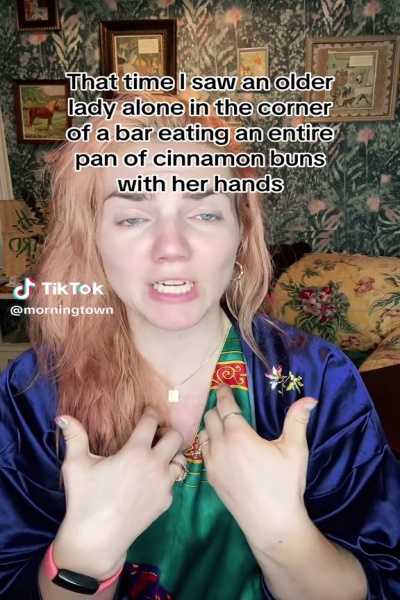 That time I saw an older
lady alone in the corner
of a bar eating an entire
pan of cinnamon buns
with her hands
TikTok
@morningtown